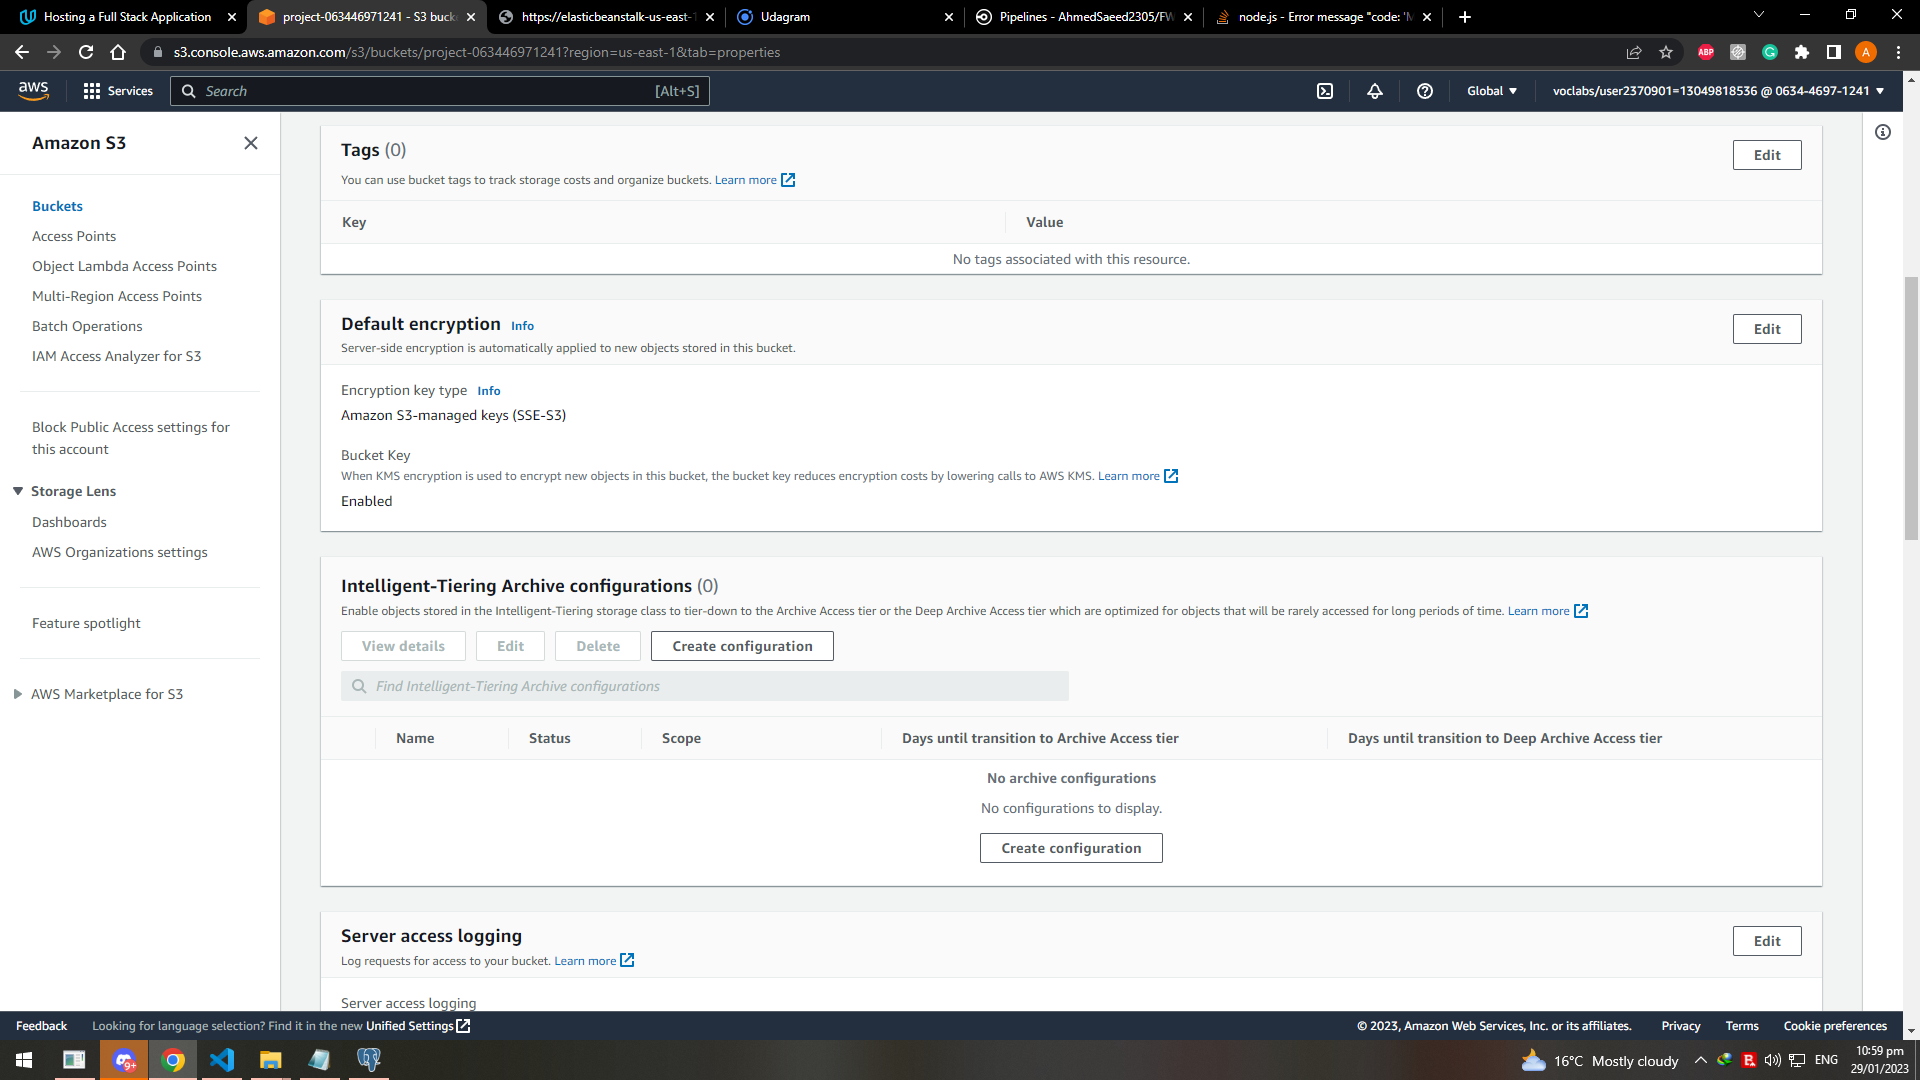 Hosting a Full Stack Application
project-063446971241 - S3 buck
https://elasticbeanstalk-us-east-1
Udagram
Pipelines - AhmedSaeed2305/FW
node.js - Error message "code: 'M
s3.console.aws.amazon.com/s3/buckets/project-063446971241?region=us-east-1&tab=properties
ABP
A
aws
Services
Search
[Alt+S]
Global
voclabs/user2370901=13049818536 @ 0634-4697-1241
Amazon S3
Buckets
Access Points
Object Lambda Access Points
Multi-Region Access Points
Batch Operations
IAM Access Analyzer for S3
Block Public Access settings for
this account
Storage Lens
Dashboards
AWS Organizations settings
Feature spotlight
AWS Marketplace for S3
Tags (0)
Edit
You can use bucket tags to track storage costs and organize buckets. Learn more
Key
Value
No tags associated with this resource.
Default encryption Info
Edit
Server-side encryption is automatically applied to new objects stored in this bucket.
Encryption key type Info
Amazon S3-managed keys (SSE-S3)
Bucket Key
When KMS encryption is used to encrypt new objects in this bucket, the bucket key reduces encryption costs by lowering calls to AWS KMS. Learn more
Enabled
Intelligent-Tiering Archive configurations (0)
Enable objects stored in the Intelligent-Tiering storage class to tier-down to the Archive Access tier or the Deep Archive Access tier which are optimized for objects that will be rarely accessed for long periods of time. Learn more
View details
Edit
Delete
Create configuration
Find Intelligent-Tiering Archive configurations
Name
Status
Scope
Days until transition to Archive Access tier
Days until transition to Deep Archive Access tier
No archive configurations
No configurations to display.
Create configuration
Server access logging
Edit
Log requests for access to your bucket. Learn more
Server access logging
Feedback
Looking for language selection? Find it in the new Unified Settings
© 2023, Amazon Web Services, Inc. or its affiliates.
Privacy
Terms
Cookie preferences
9+
16°C Mostly cloudy
ENG
10:59 pm
29/01/2023